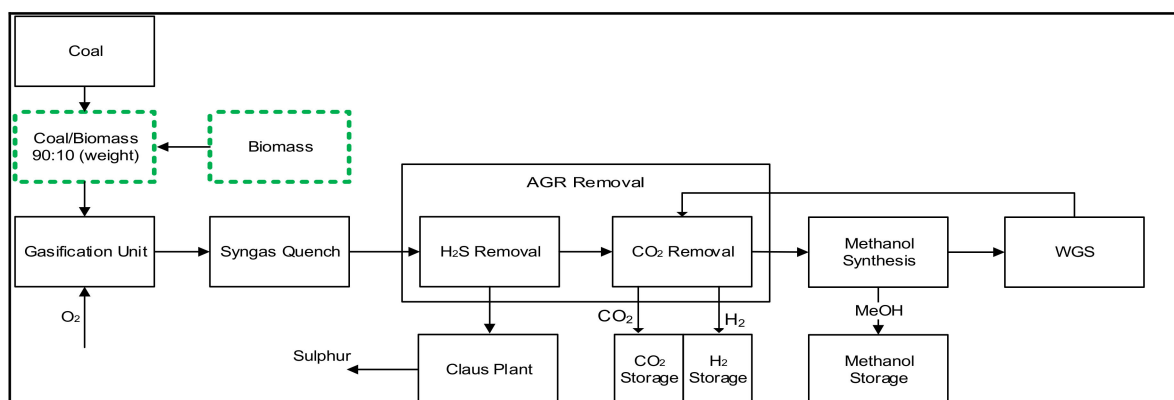 Coal
Coal/Biomass
90:10 (weight)
Biomass
AGR Removal
Gasification Unit
Syngas Quench
H₂S Removal
CO₂ Removal
Methanol
Synthesis
WGS
O₂
CO₂
H₂
MeOH
Sulphur
Claus Plant
CO₂
Storage
H₂
Storage
Methanol
Storage